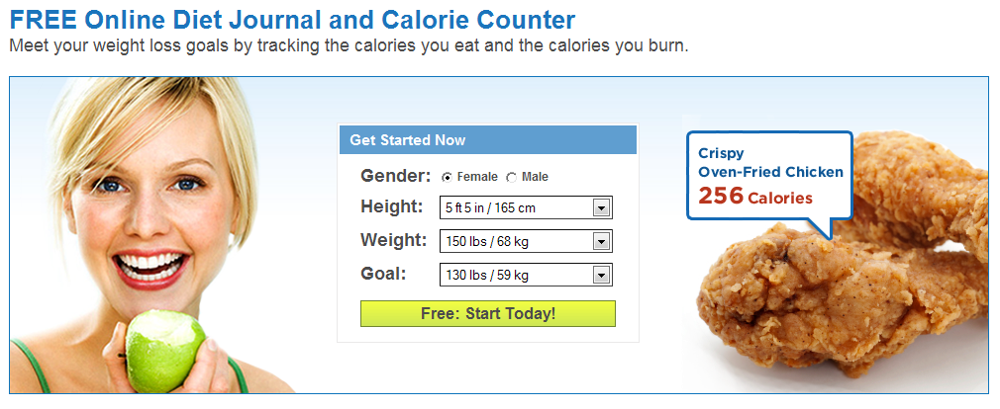 FREE Online Diet Journal and Calorie Counter
Meet your weight loss goals by tracking the calories you eat and the calories you burn.
Get Started Now
Gender: Female Male
Height: 5 ft 5 in / 165 cm
Weight: 150 lbs / 68 kg
Goal: 130 lbs / 59 kg
Free: Start Today!
Crispy
Oven-Fried Chicken
256 Calories